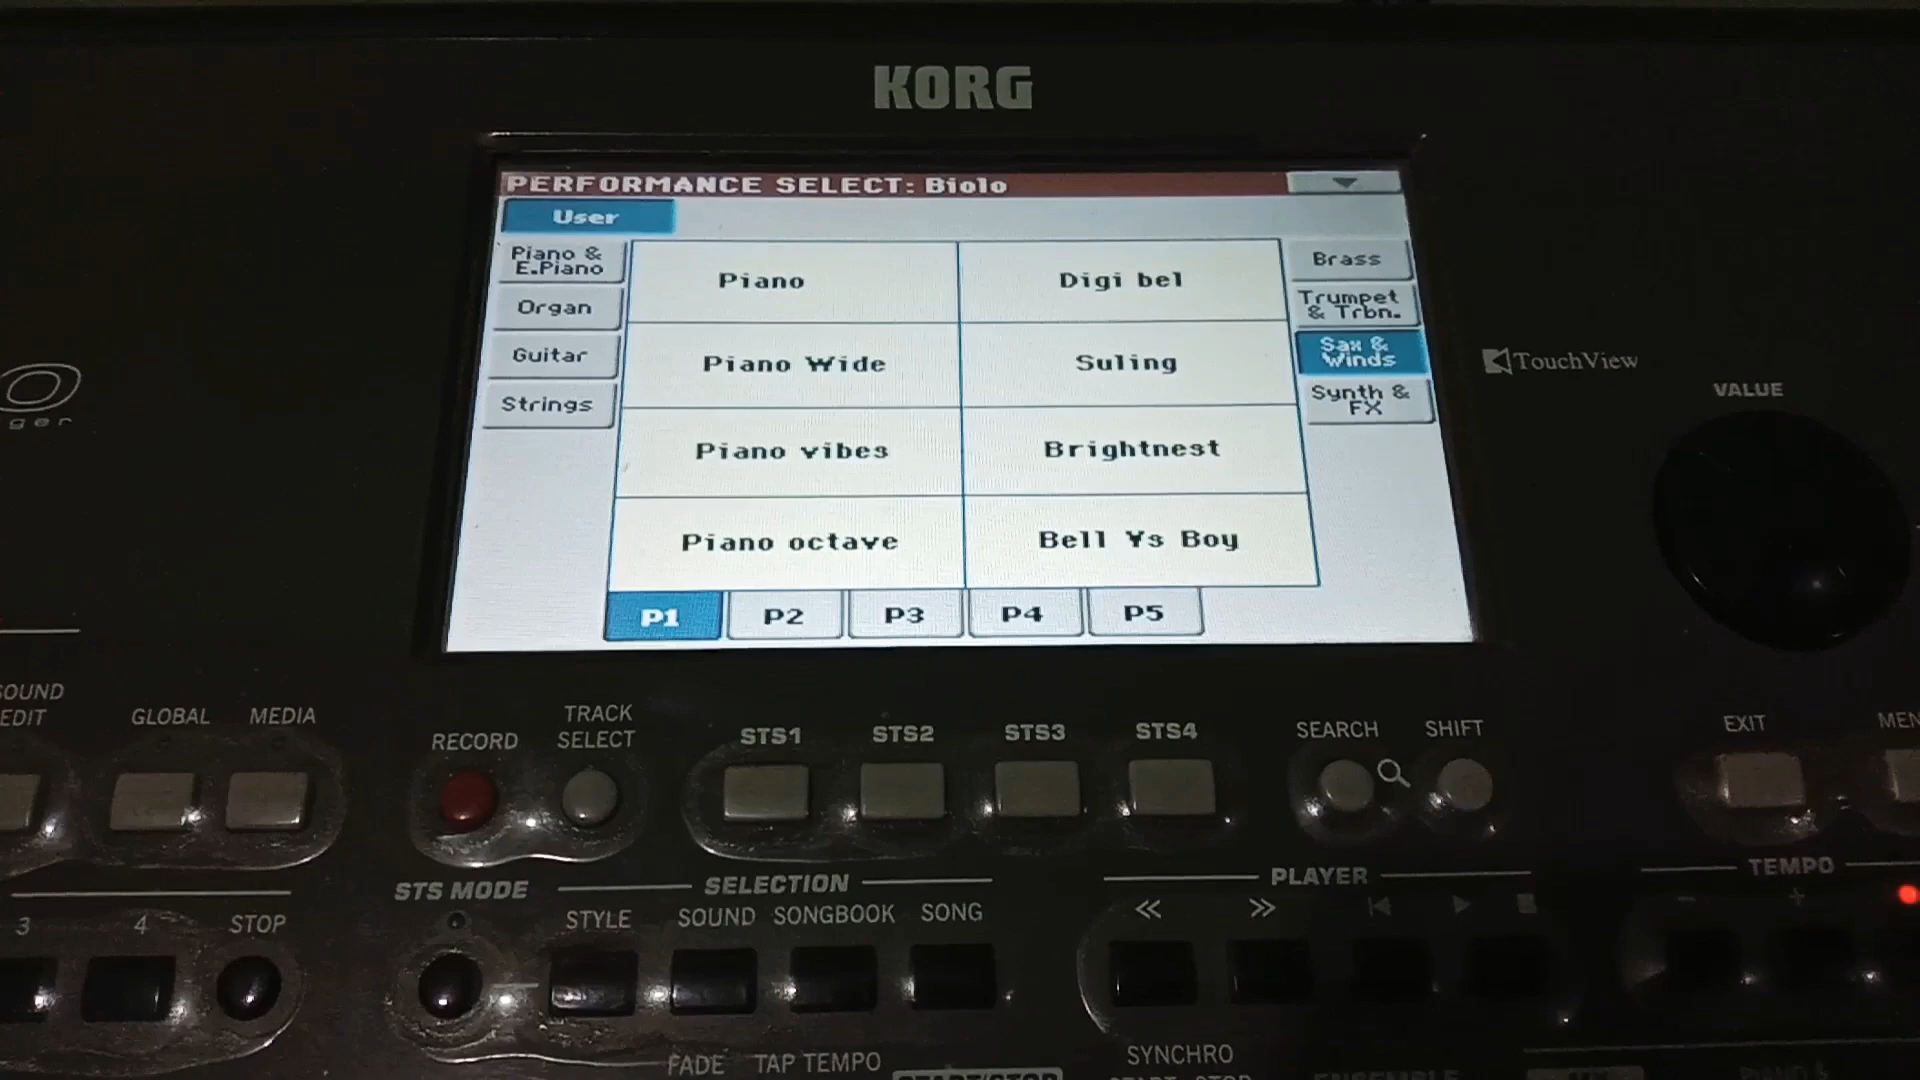 KORG
PERFORMANCE SELECT: Biolo
User
Piano &
E.Piano
Organ
Guitar
Strings
Piano
Digi bel
Piano Wide
Suling
Piano vibes
Brightnest
Piano octave
Bell Vs Boy
Brass
Trumpet
& Trbn.
Sax &
Winds
Synth &
FX
P1
P2
P3
P4
P5
TouchView
VALUE
SOUND
EDIT
GLOBAL
MEDIA
RECORD
TRACK
SELECT
STS1
STS2
STS3
STS4
SEARCH
SHIFT
EXIT
MEN
STS MODE
SELECTION
PLAYER
TEMPO
3
4
STOP
STYLE
SOUND
SONGBOOK
SONG
FADE
TAP TEMPO
SYNCHRO